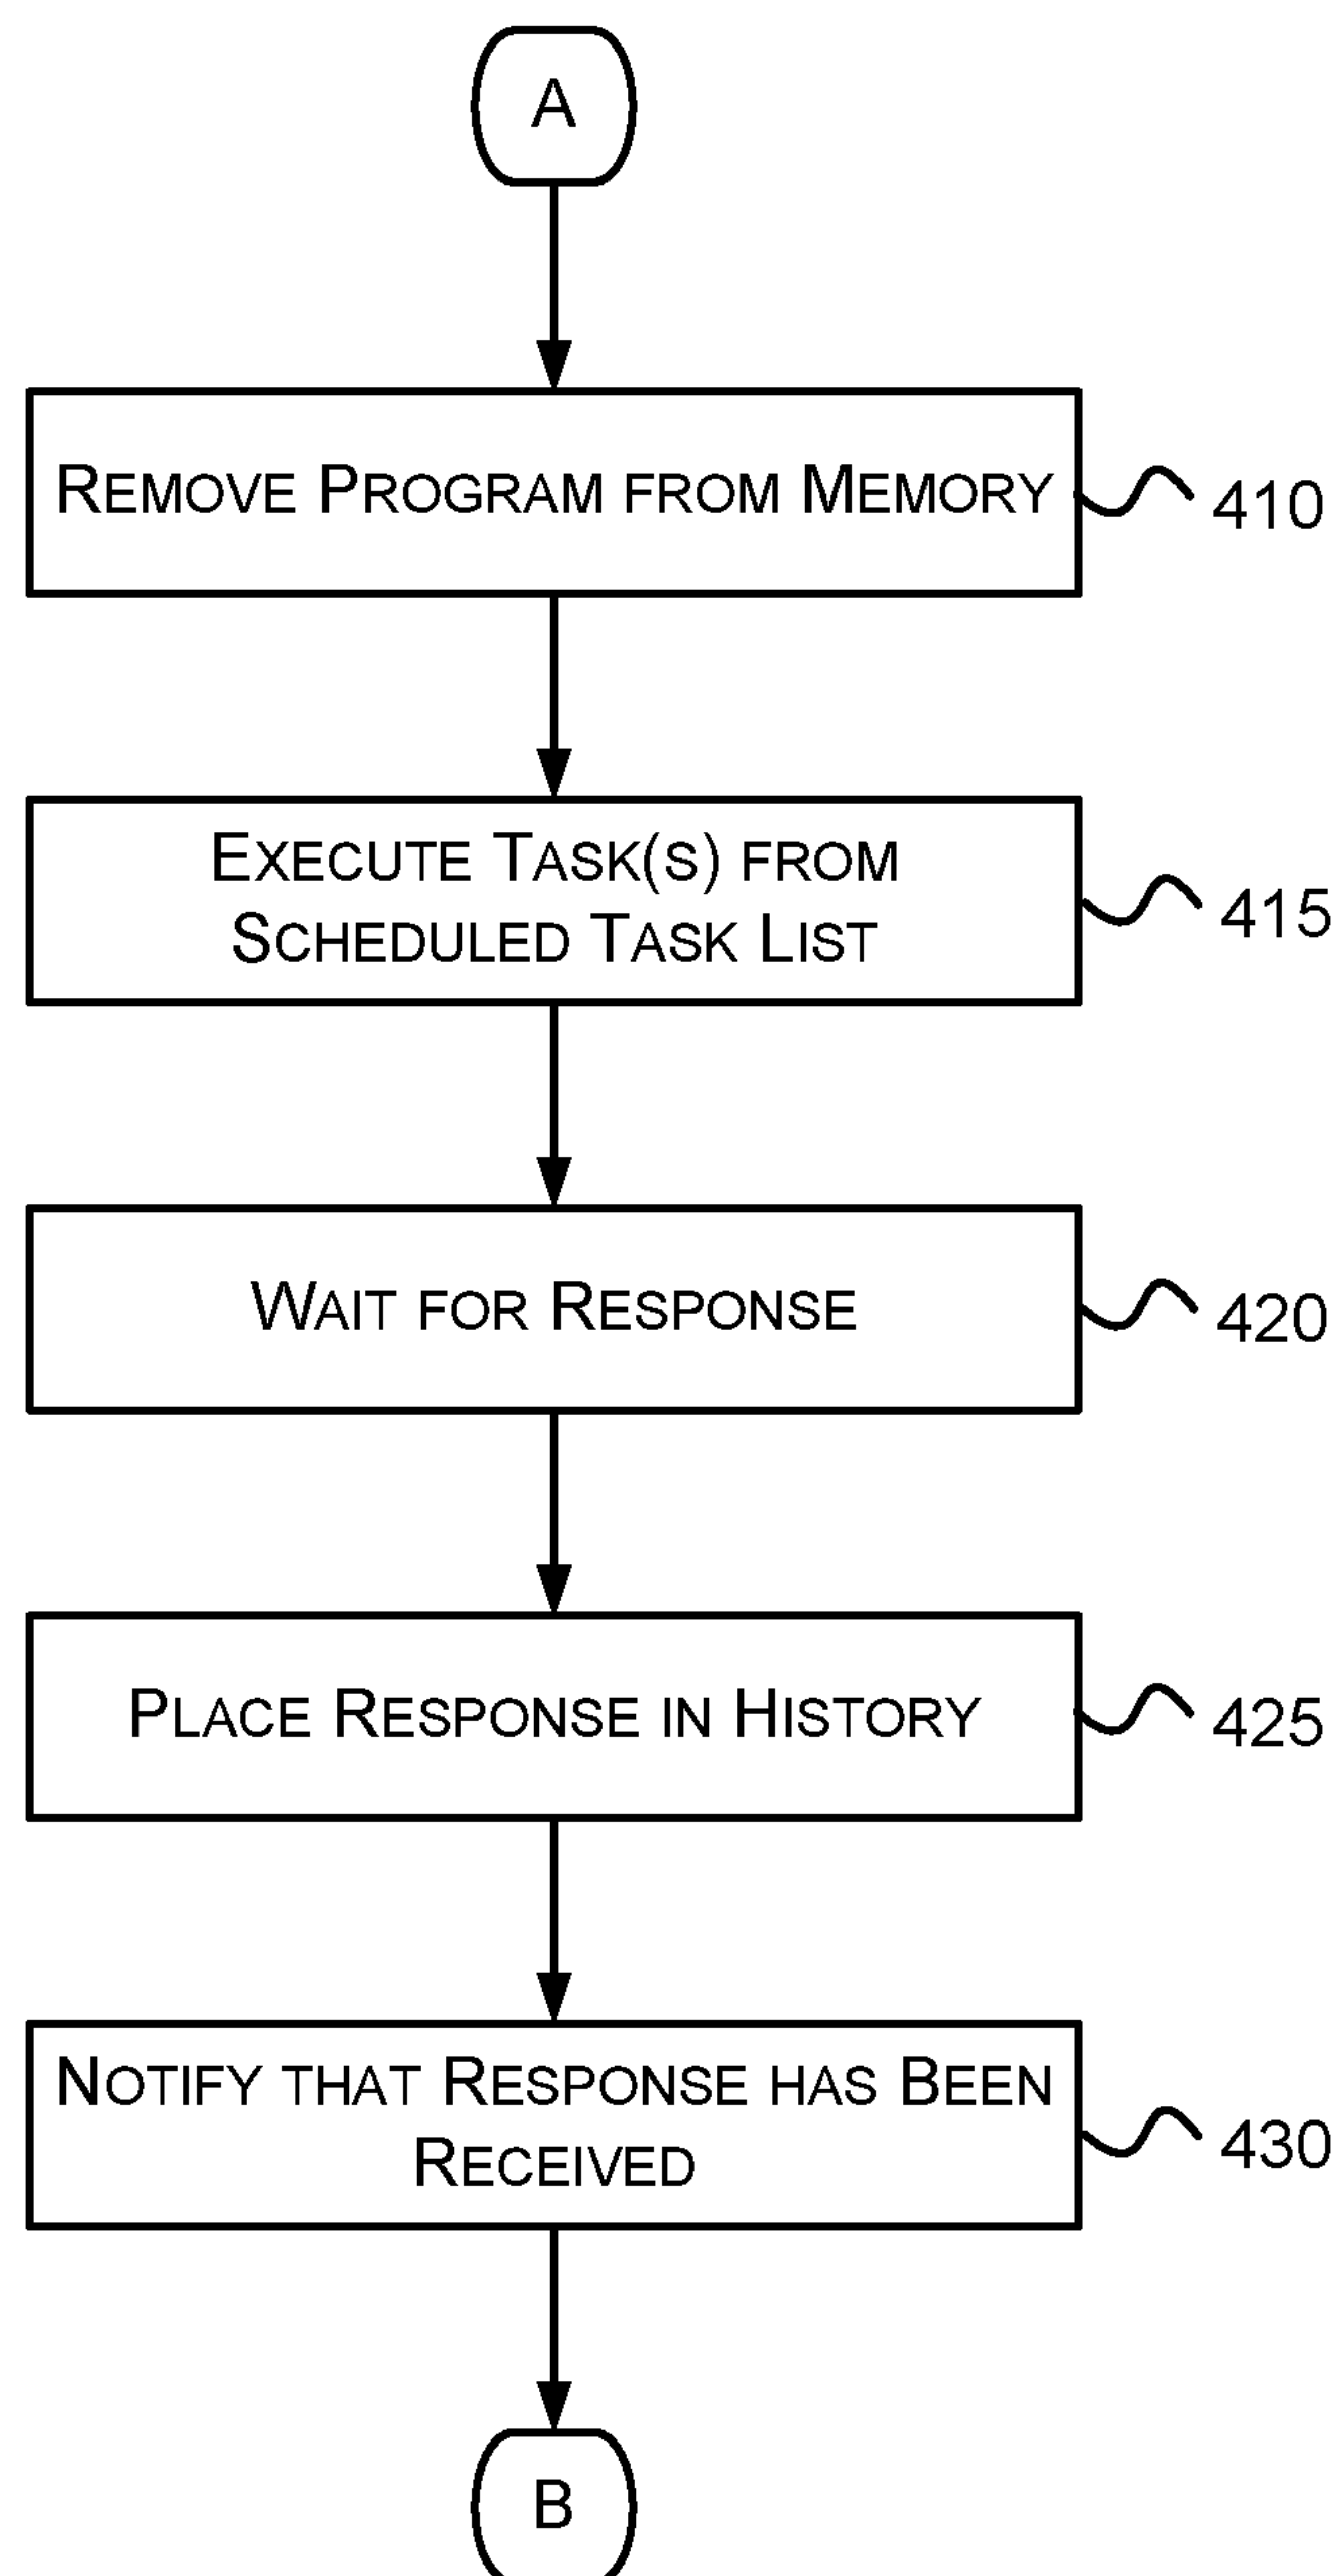 A
REMOVE PROGRAM FROM MEMORY
410
EXECUTE TASK(S) FROM
SCHEDULED TASK LIST
415
WAIT FOR RESPONSE
420
PLACE RESPONSE IN HISTORY
425
NOTIFY THAT RESPONSE HAS BEEN
RECEIVED
430
B